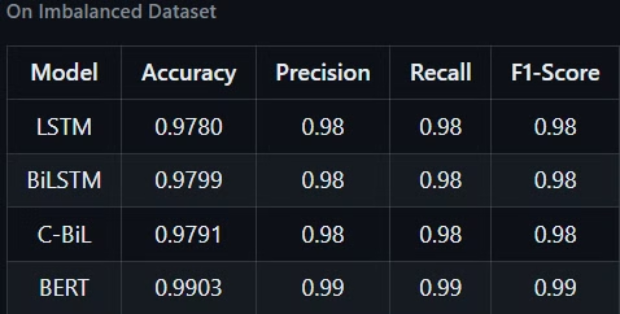 On Imbalanced Dataset
Model Accuracy Precision Recall F1-Score
LSTM 0.9780 0.98 0.98 0.98
BiLSTM 0.9799 0.98 0.98 0.98
C-BiL 0.9791 0.98 0.98 0.98
BERT 0.9903 0.99 0.99 0.99